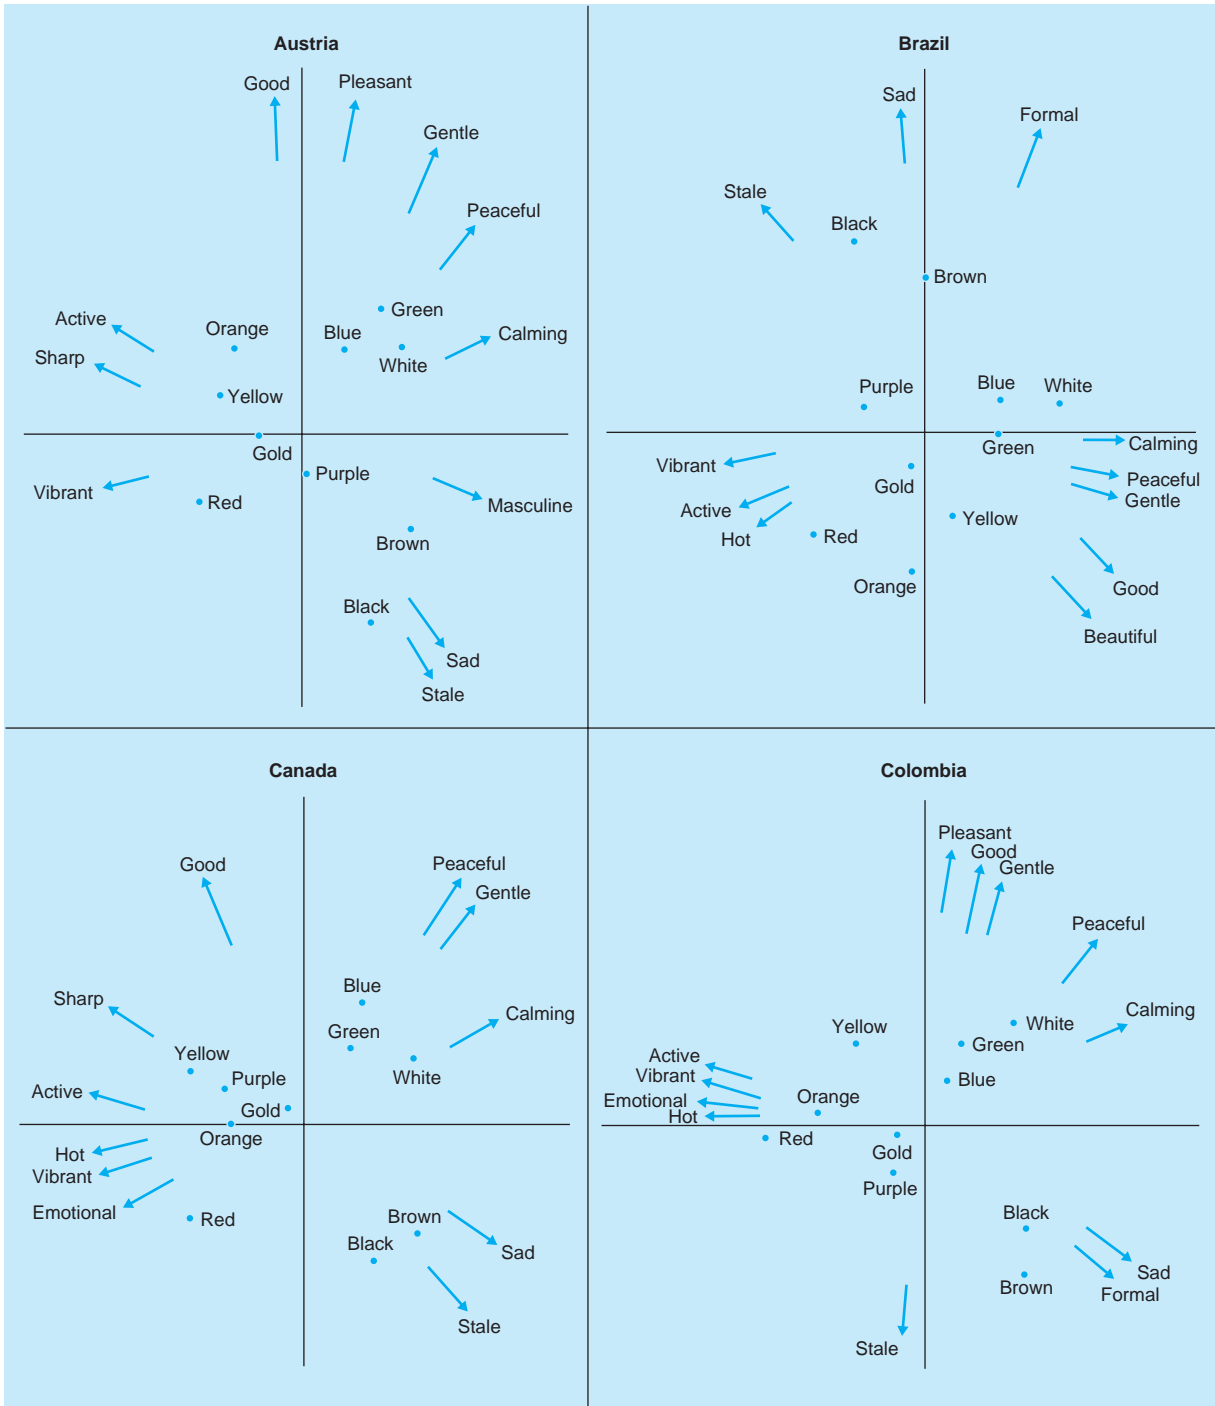 Austria
Good
Pleasant
Gentle
Peaceful
Active
Orange
Green
Blue
Calming
Sharp
White
Yellow
Gold
Purple
Vibrant
Red
Masculine
Brown
Black
Sad
Stale
Brazil
Sad
Formal
Stale
Black
Brown
Purple
Blue
White
Calming
Green
Vibrant
Peaceful
Gold
Gentle
Active
Yellow
Hot
Red
Orange
Good
Beautiful
Canada
Good
Peaceful
Gentle
Blue
Sharp
Calming
Green
Yellow
White
Purple
Active
Gold
Orange
Hot
Vibrant
Emotional
Red
Brown
Black
Sad
Stale
Colombia
Pleasant
Good
Gentle
Peaceful
Calming
White
Yellow
Green
Active
Vibrant
Blue
Orange
Emotional
Hot
Red
Gold
Purple
Black
Sad
Brown
Formal
Stale